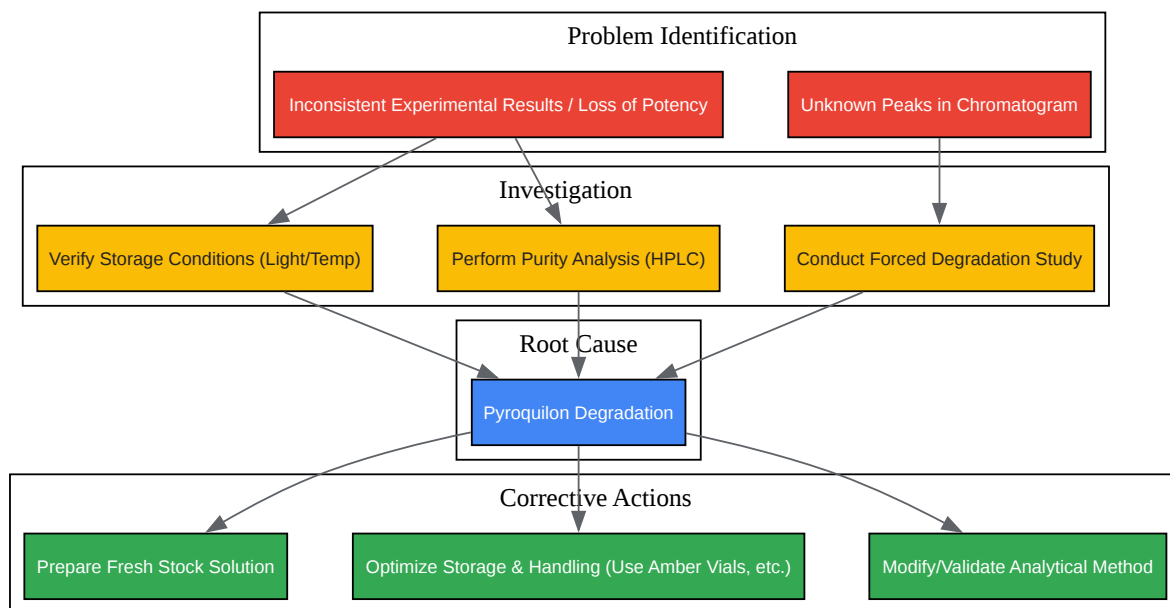 Problem Identification
Inconsistent Experimental Results / Loss of Potency
Unknown Peaks in Chromatogram
Investigation
Verify Storage Conditions (Light/Temp)
Perform Purity Analysis (HPLC)
Conduct Forced Degradation Study
Root Cause
Pyroquilon Degradation
Corrective Actions
Prepare Fresh Stock Solution
Optimize Storage & Handling (Use Amber Vials, etc.)
Modify/Validate Analytical Method